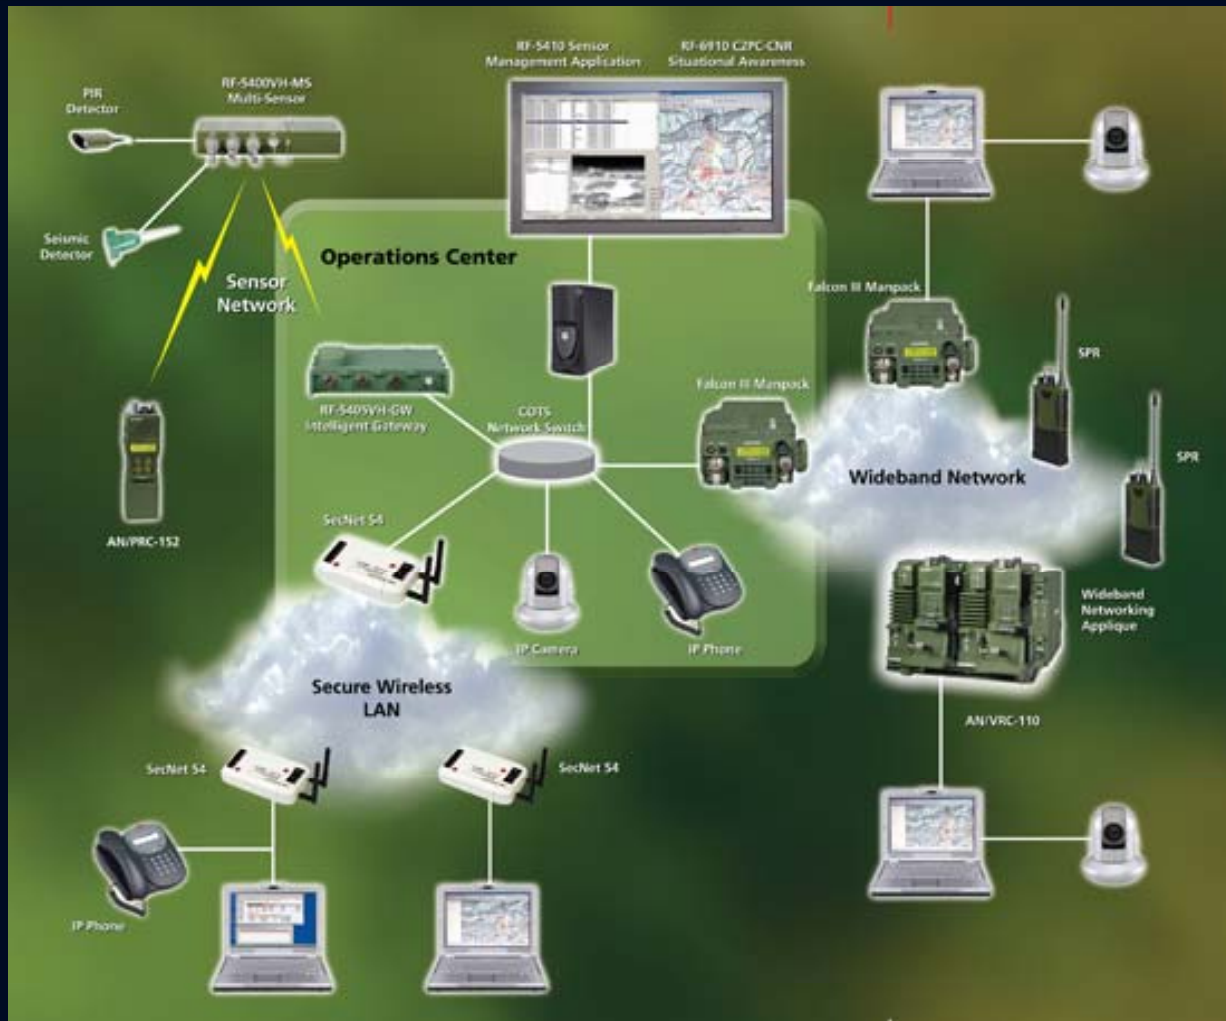 RF-5410 Sensor
Management Application
RF-6910 C2PC-CNR
Situational Awareness
RF-5400VH-MS
Multi-Sensor
PIR
Detector
Seismic
Detector
Sensor
Network
Operations Center
Falcon III Manpack
SPR
RF-5405VH-GW
Intelligent Gateway
COTS
Network Switch
Falcon III Manpack
SPR
Wideband Network
AN/PRC-152
SecNet 54
IP Camera
IP Phone
Wideband
Networking
Applique
Secure Wireless
LAN
AN/VRC-110
SecNet 54
SecNet 54
IP Phone